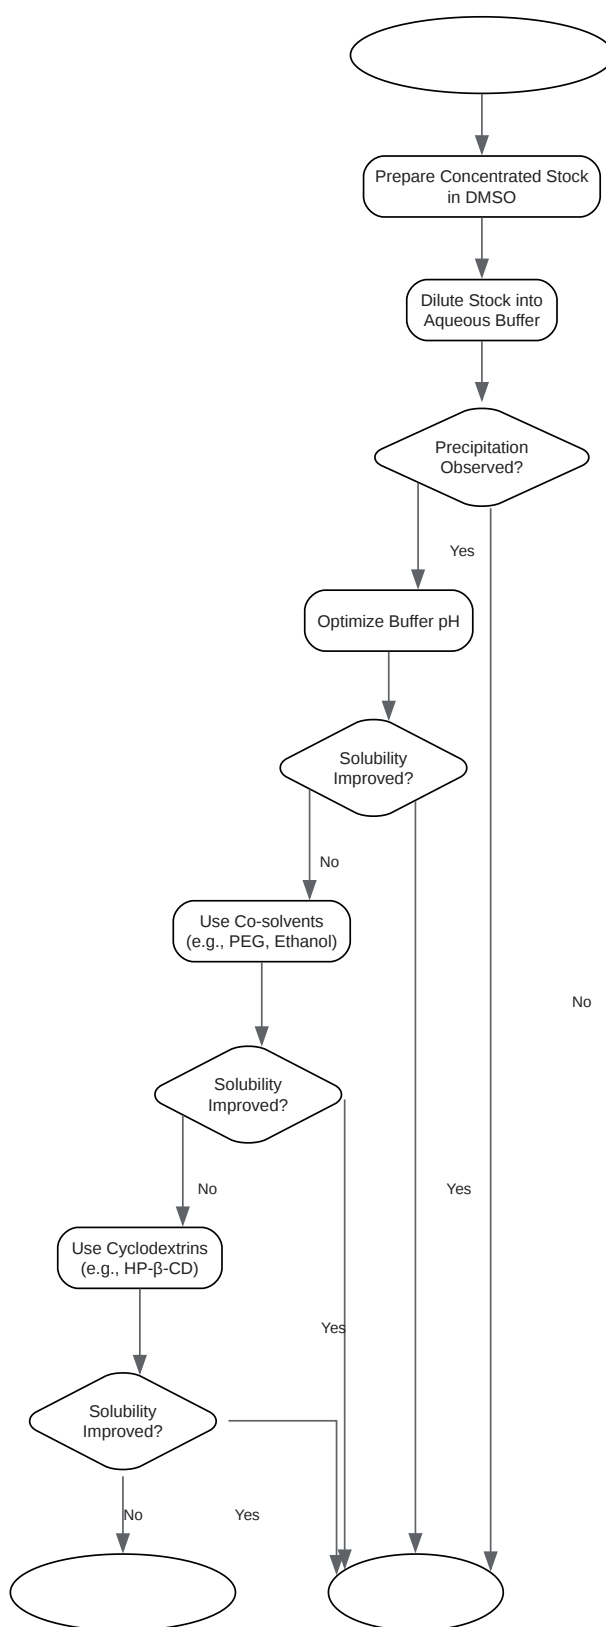 Prepare Concentrated Stock
in DMSO
Dilute Stock into
Aqueous Buffer
Precipitation
Observed?
Yes
Optimize Buffer pH
Solubility
Improved?
No
Use Co-solvents
(e.g., PEG, Ethanol)
No
Solubility
Improved?
No
Yes
Use Cyclodextrins
(e.g., HP-β-CD)
Yes
Solubility
Improved?
No
Yes